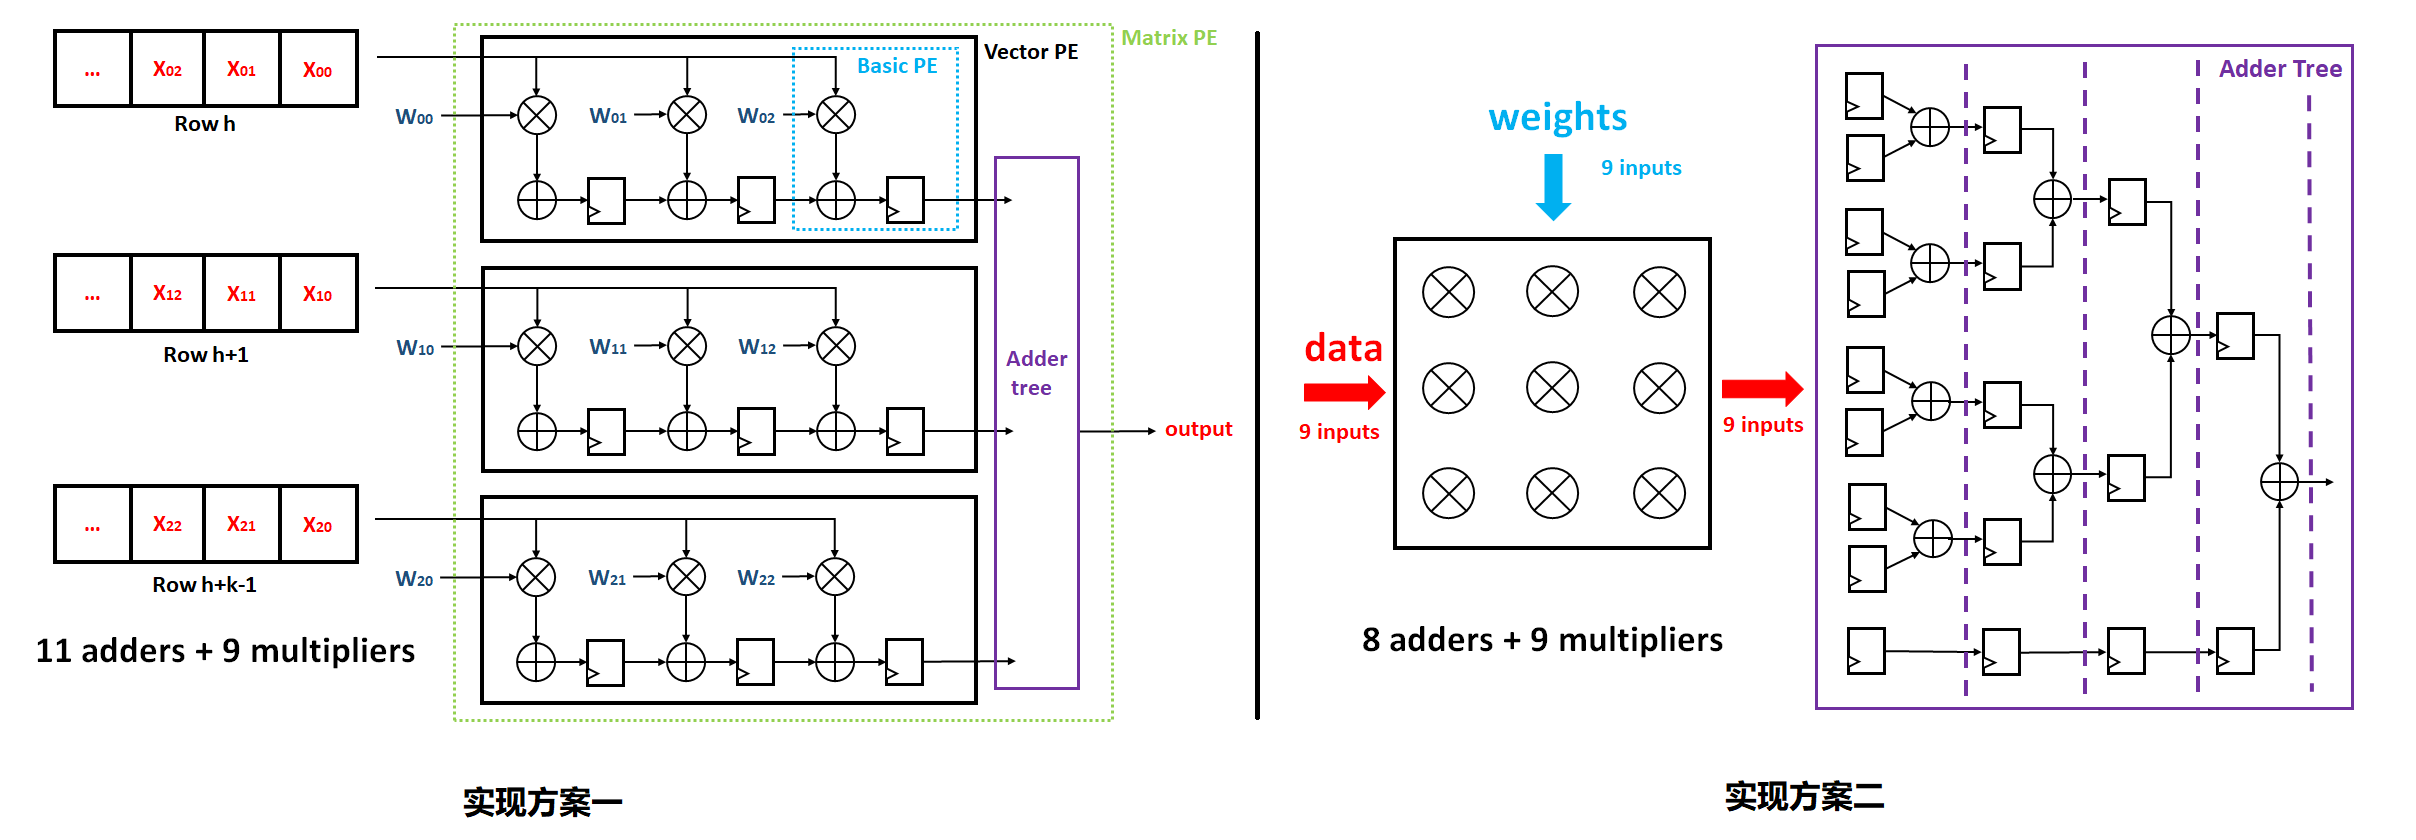 ... X02 X01 X00
Row h
... X12 X11 X10
Row h+1
... X22 X21 X20
Row h+k-1
11 adders + 9 multipliers
Matrix PE
Vector PE
Basic PE
W00 W01 W02
W10 W11 W12
W20 W21 W22
Adder
tree
output
实现方案一
weights
9 inputs
data
9 inputs
9 inputs
8 adders + 9 multipliers
Adder Tree
实现方案二